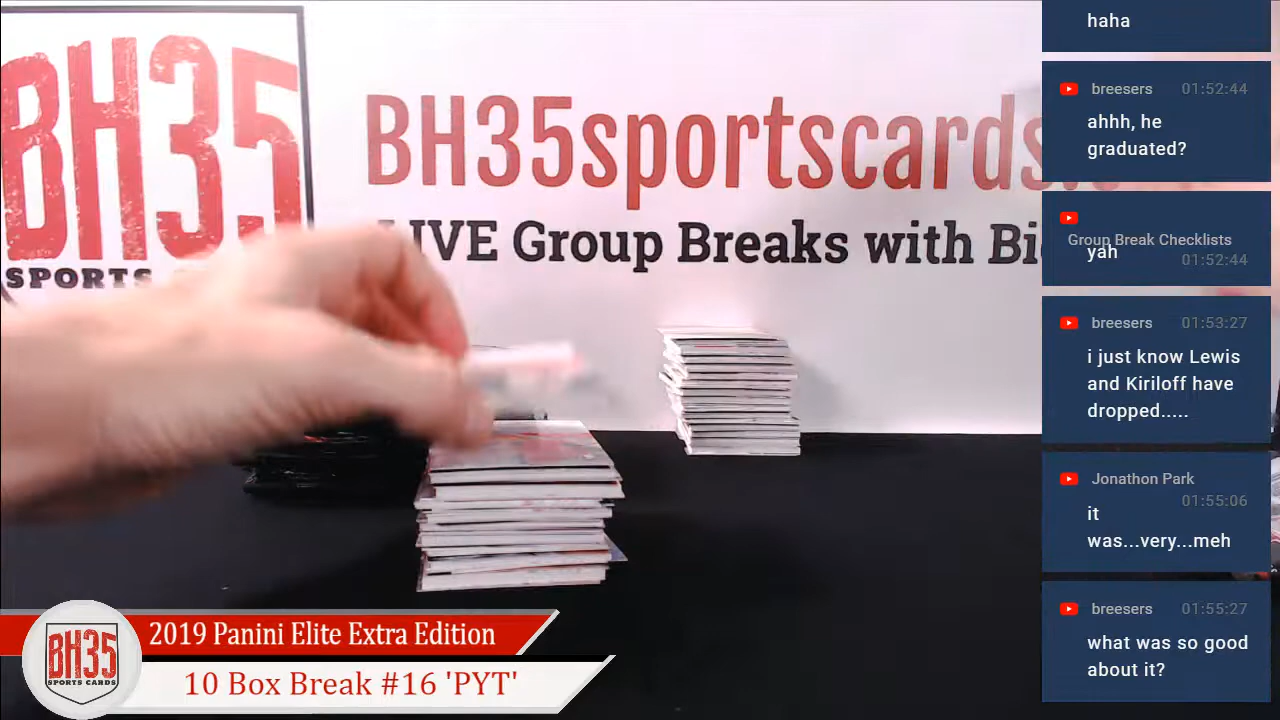 BH35
SPORTS
BH35sportscards.
LIVE Group Breaks with Bi
haha
breesers 01:52:44
ahhh, he
graduated?
Group Break Checklists
yah
01:52:44
breesers 01:53:27
i just know Lewis
and Kiriloff have
dropped.....
Jonathon Park
01:55:06
it
was...very...meh
breesers 01:55:27
what was so good
about it?
BH35
SPORTS CARDS
2019 Panini Elite Extra Edition
10 Box Break #16 'PYT'